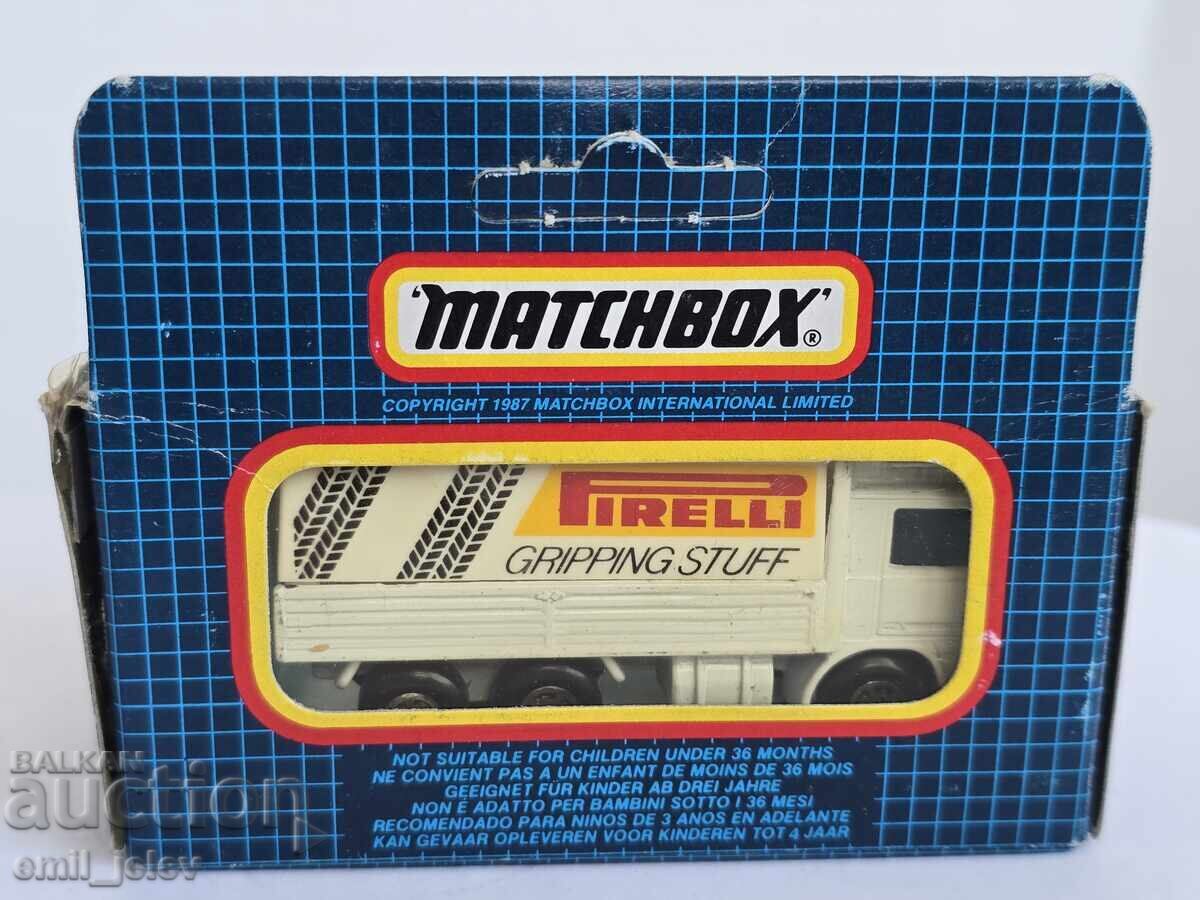 'MATCHBOX'®
COPYRIGHT 1987 MATCHBOX INTERNATIONAL LIMITED
PIRELLI
GRIPPING STUFF
NOT SUITABLE FOR CHILDREN UNDER 36 MONTHS
NE CONVIENT PAS A UN ENFANT DE MOINS DE 36 MOIS
GEEIGNET FÜR KINDER AB DREI JAHRE
NON É ADATTO PER BAMBINI SOTTO I 36 MESI
RECOMENDADO PARA NINOS DE 3 ANOS EN ADELANTE
KAN GEVAAR OPLEVEREN VOOR KINDEREN TOT 4 JAAR
BALKAN
auction
emil_jelev